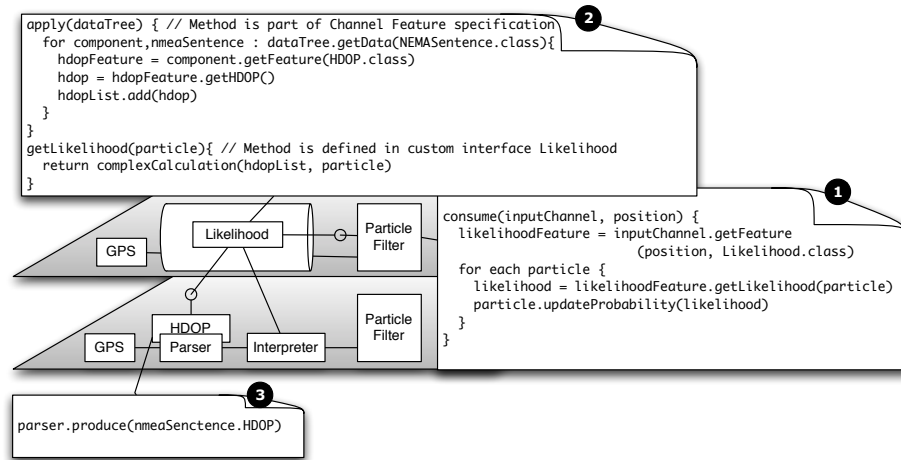 2
apply(dataTree) { // Method is part of Channel Feature specification
for component,nmeaSentence : dataTree.getData(NEMASentence.class){
hdopFeature = component.getFeature(HDOP.class)
hdop = hdopFeature.getHDOP()
hdopList.add(hdop)
}
}
getLikelihood(particle){ // Method is defined in custom interface Likelihood
return complexCalculation(hdopList, particle)
}
1
consume(inputChannel, position) {
likelihoodFeature = inputChannel.getFeature
(position, Likelihood.class)
for each particle {
likelihood = likelihoodFeature.getLikelihood(particle)
particle.updateProbability(likelihood)
}
}
GPS
Likelihood
Particle
Filter
HDOP
GPS
Parser
Interpreter
Particle
Filter
3
parser.produce(nmeaSenctence.HDOP)